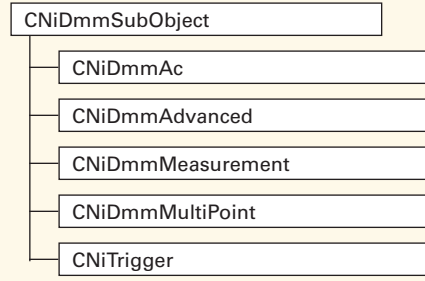 CNiDmmSubObject
CNiDmmAc
CNiDmmAdvanced
CNiDmmMeasurement
CNiDmmMultiPoint
CNiTrigger